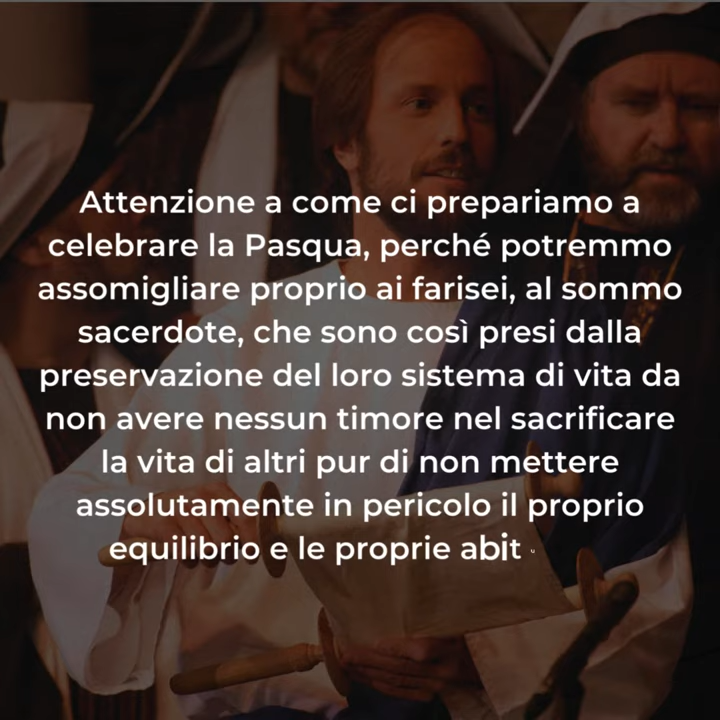 Attenzione a come ci prepariamo a
celebrare la Pasqua, perché potremmo
assomigliare proprio ai farisei, al sommo
sacerdote, che sono così presi dalla
preservazione del loro sistema di vita da
non avere nessun timore nel sacrificare
la vita di altri pur di non mettere
assolutamente in pericolo il proprio
equilibrio e le proprie abit